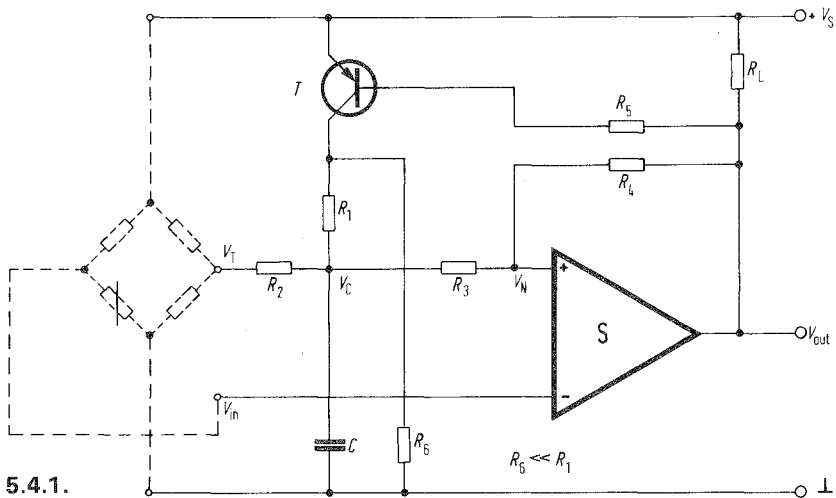 + V_S
T
R_L
R_5
R_4
R_1
V_T
R_2
V_C
R_3
V_N
+
S
V_out
V_in
-
C
R_6
R_6 << R_1
5.4.1.
⊥